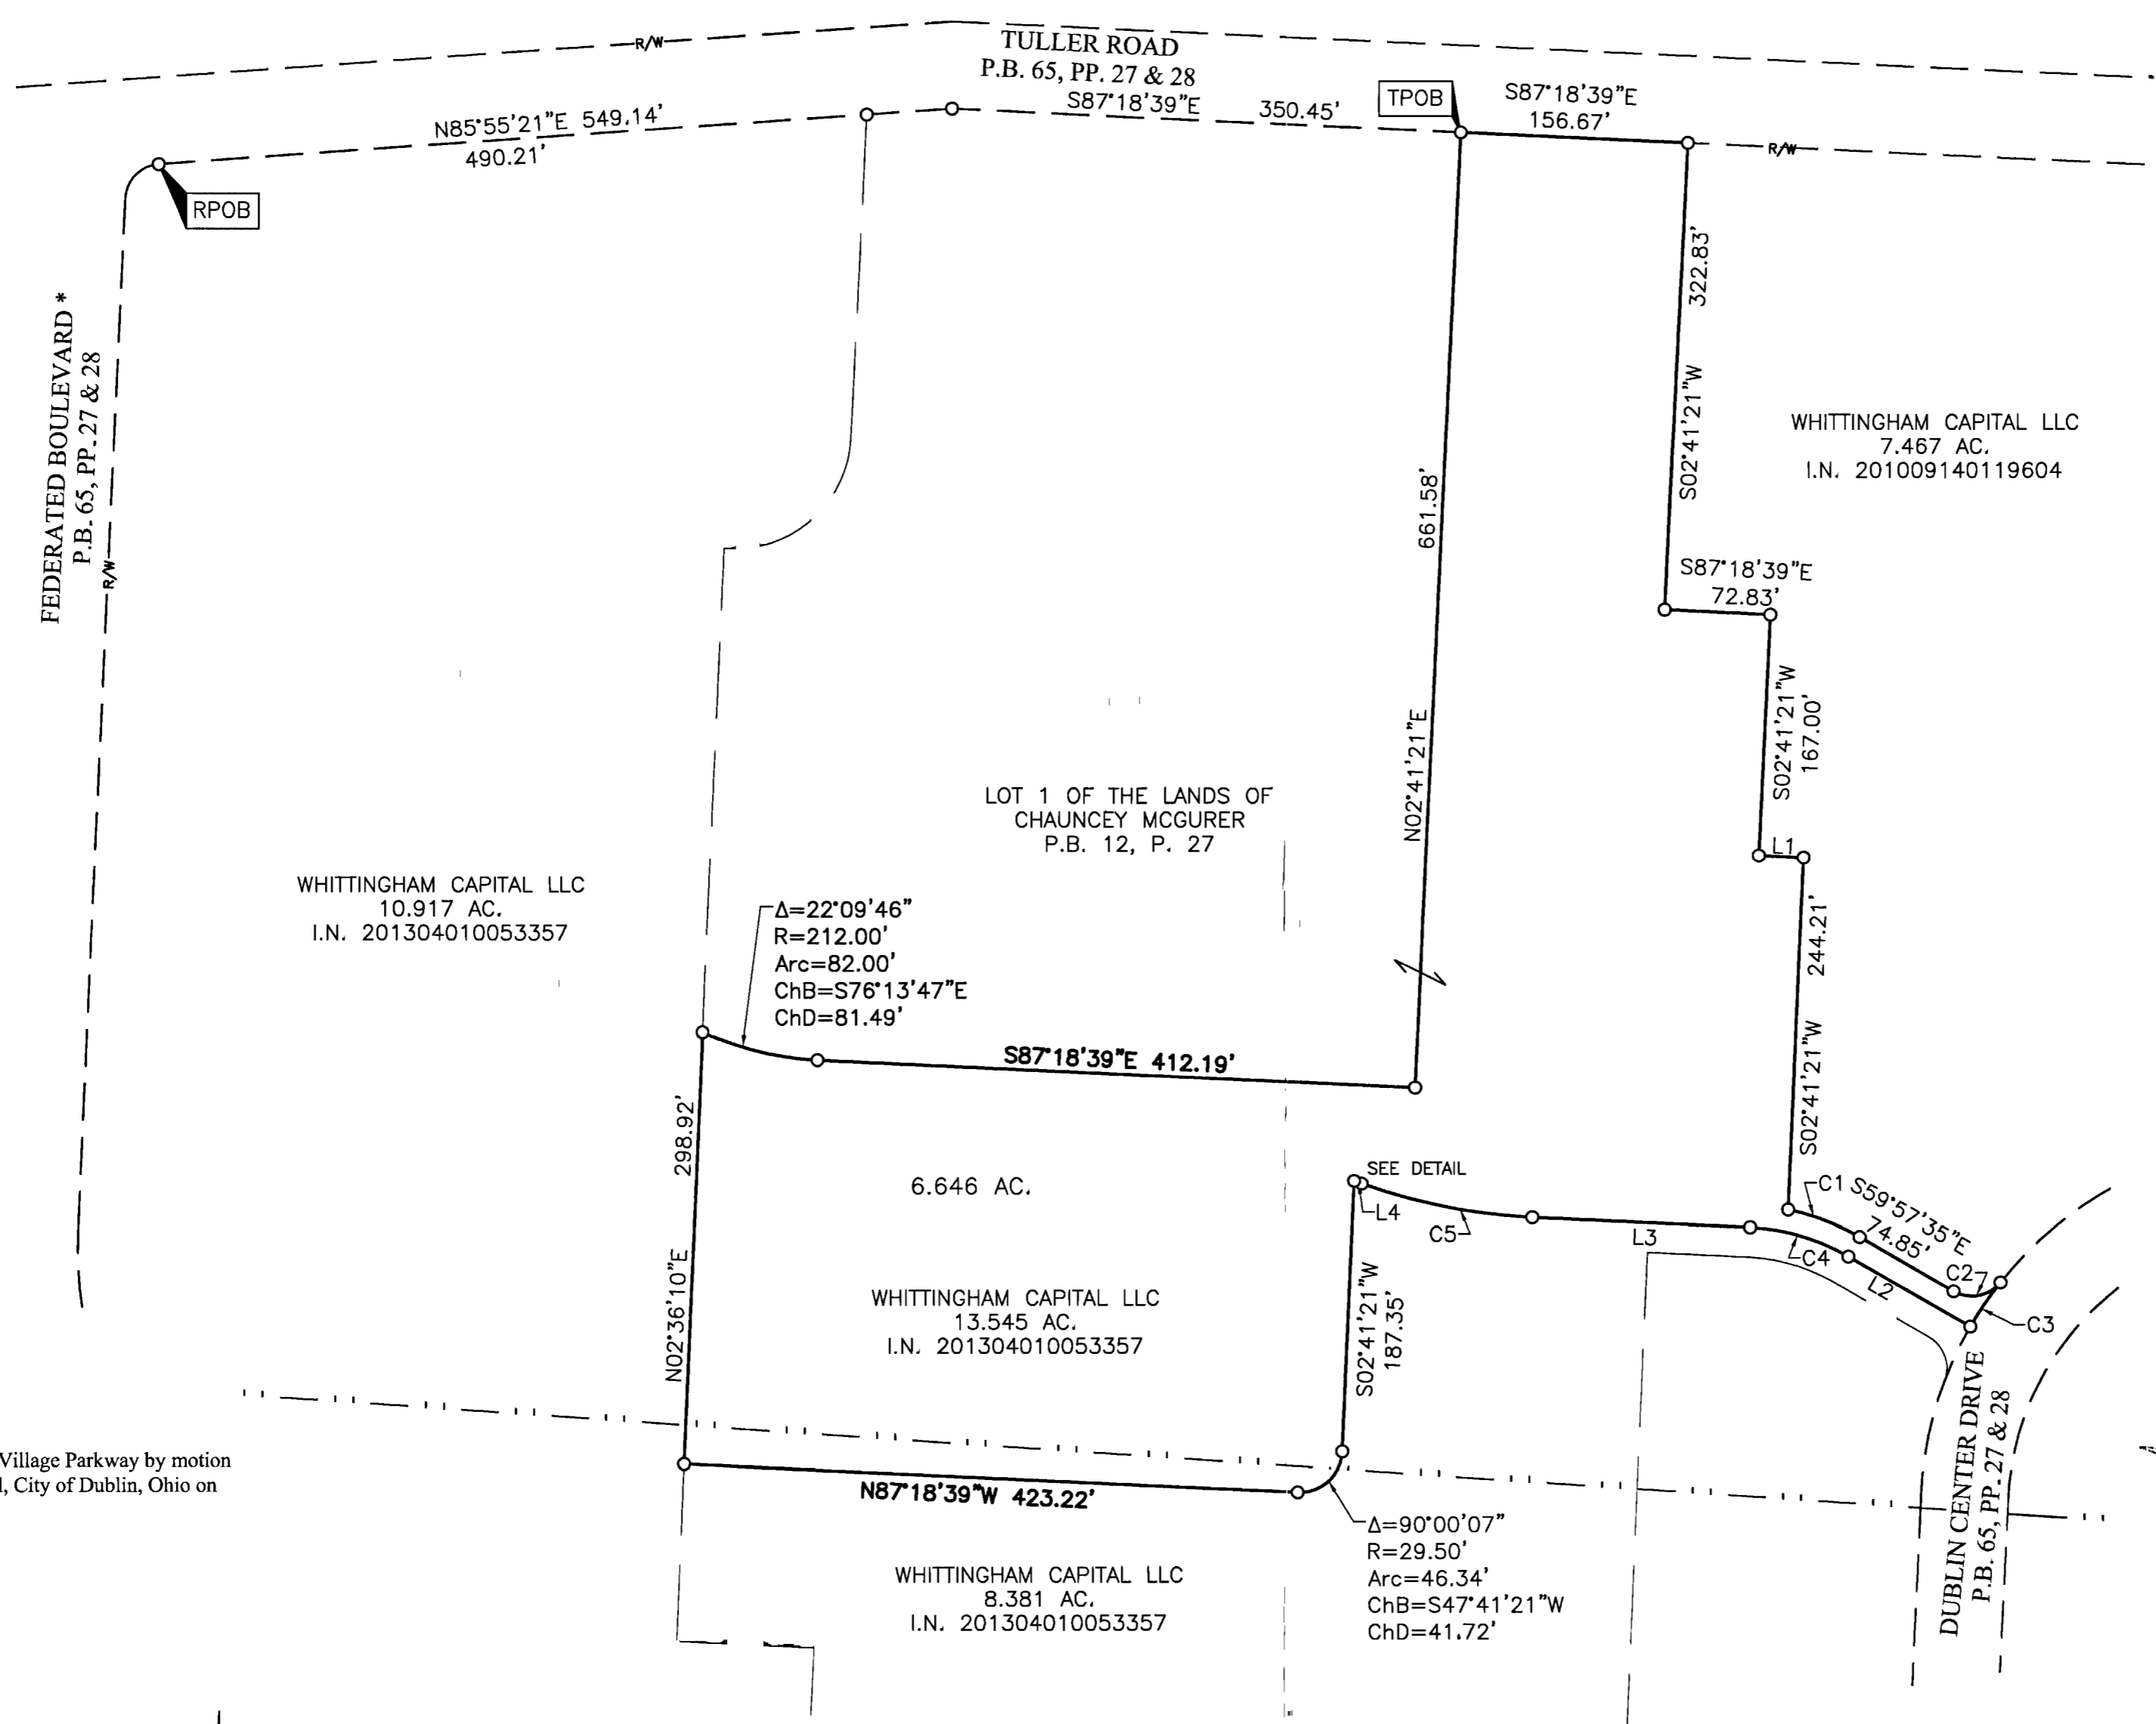 R/W
TULLER ROAD
P.B. 65, PP. 27 & 28
S87°18'39"E 350.45'
TPOB
S87°18'39"E
156.67'
R/W
N85°55'21"E 549.14'
490.21'
RPOB
FEDERATED BOULEVARD *
P.B. 65, PP. 27 & 28
R/W
322.83'
S02°41'21"W
WHITTINGHAM CAPITAL LLC
7.467 AC.
I.N. 201009140119604
661.58'
N02°41'21"E
S87°18'39"E
72.83'
S02°41'21"W
167.00'
L1
LOT 1 OF THE LANDS OF
CHAUNCEY MCGURER
P.B. 12, P. 27
WHITTINGHAM CAPITAL LLC
10.917 AC.
I.N. 201304010053357
Δ=22°09'46"
R=212.00'
Arc=82.00'
ChB=S76°13'47"E
ChD=81.49'
244.21'
S02°41'21"W
S87°18'39"E 412.19'
298.92'
N02°36'10"E
6.646 AC.
SEE DETAIL
L4
C5
L3
C1
S59°57'35"E
74.85'
C4
L2
C2
C3
S02°41'21"W
187.35'
WHITTINGHAM CAPITAL LLC
13.545 AC.
I.N. 201304010053357
DUBLIN CENTER DRIVE
P.B. 65, PP. 27 & 28
Village Parkway by motion
, City of Dublin, Ohio on
N87°18'39"W 423.22'
Δ=90°00'07"
R=29.50'
Arc=46.34'
ChB=S47°41'21"W
ChD=41.72'
WHITTINGHAM CAPITAL LLC
8.381 AC.
I.N. 201304010053357